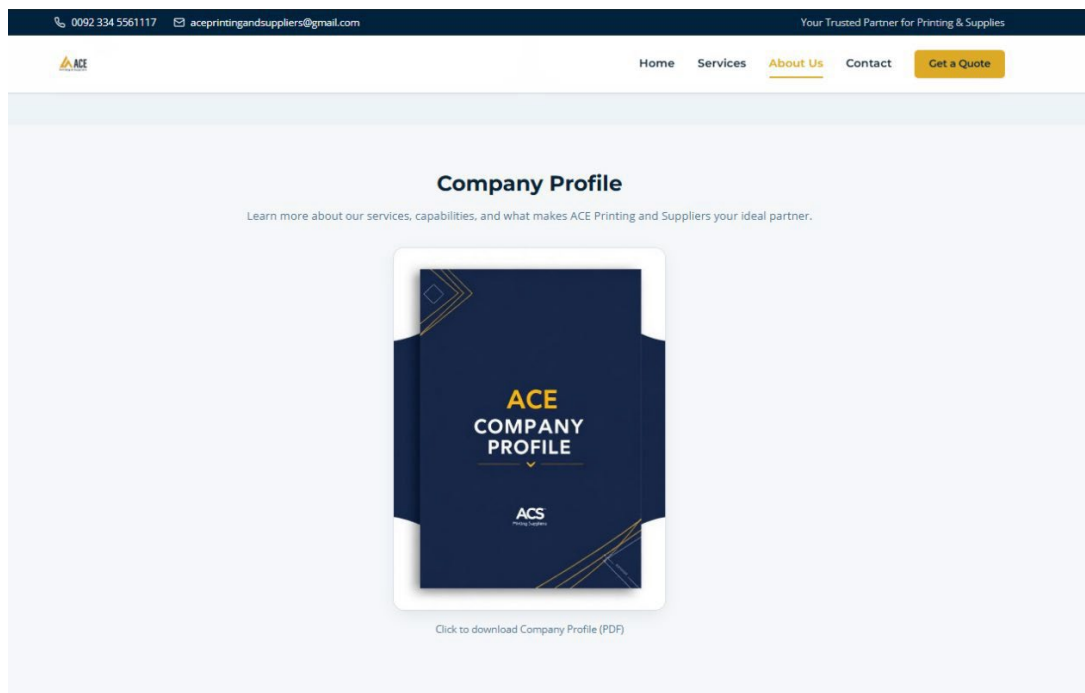 0092 334 5561117
aceprintingandsuppliers@gmail.com
Your Trusted Partner for Printing & Supplies
ACE
Home
Services
About Us
Contact
Get a Quote
Company Profile
Learn more about our services, capabilities, and what makes ACE Printing and Suppliers your ideal partner.
ACE
COMPANY
PROFILE
ACS
Printing Suppliers
Click to download Company Profile (PDF)